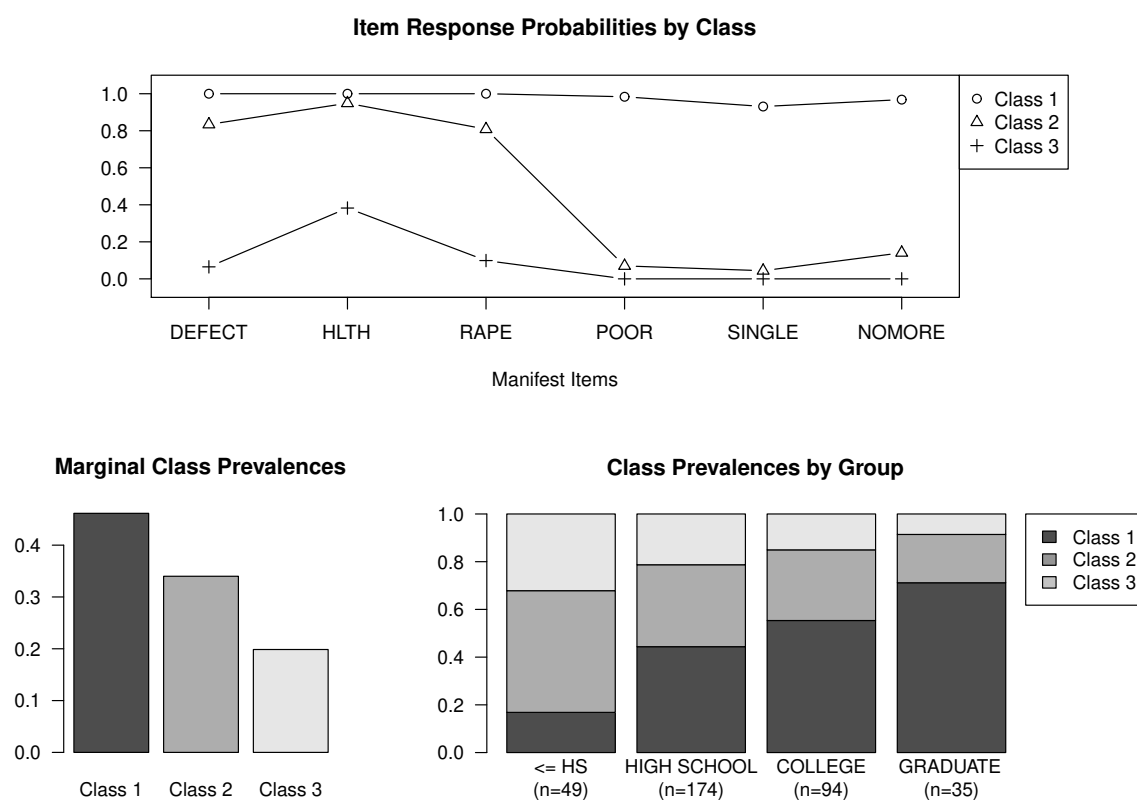 Item Response Probabilities by Class
1.0
0.8
0.6
0.4
0.2
0.0
Class 1
Class 2
Class 3
DEFECT HLTH RAPE POOR SINGLE NOMORE
Manifest Items
Marginal Class Prevalences
0.4
0.3
0.2
0.1
0.0
Class 1 Class 2 Class 3
Class Prevalences by Group
1.0
0.8
0.6
0.4
0.2
0.0
<= HS HIGH SCHOOL COLLEGE GRADUATE
(n=49) (n=174) (n=94) (n=35)
Class 1
Class 2
Class 3